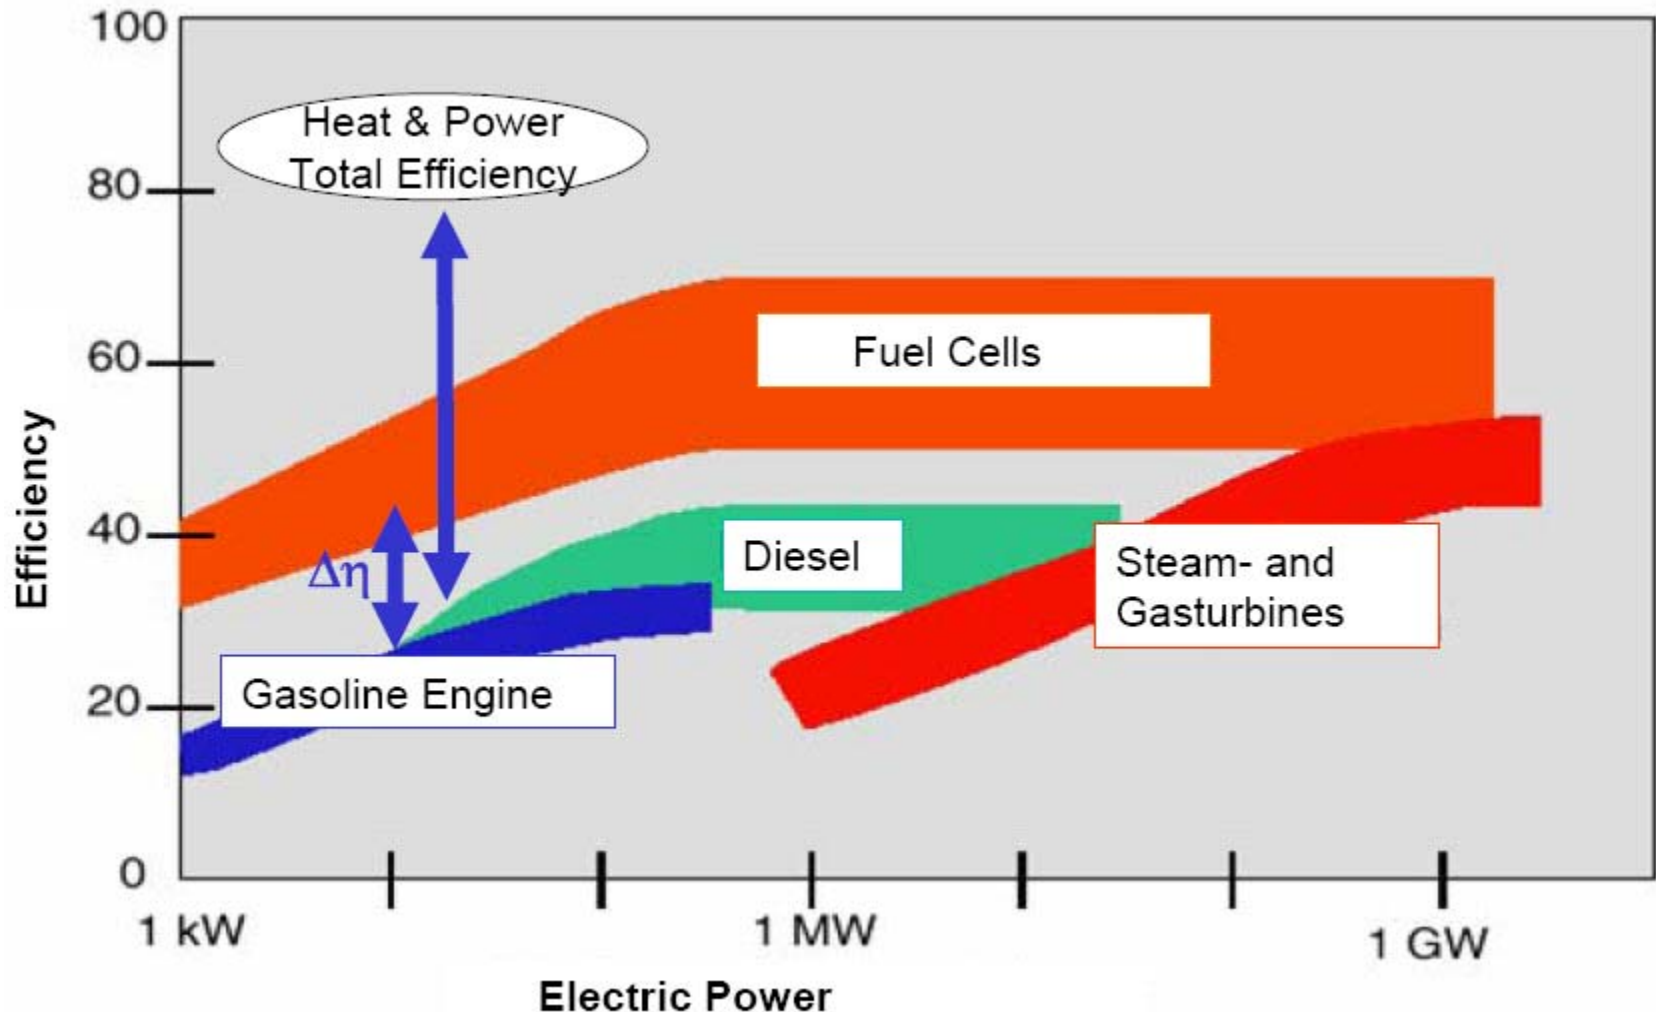 100
Heat & Power
Total Efficiency
80
60
Fuel Cells
Efficiency
40
Δη
Diesel
Steam- and
Gasturbines
20
Gasoline Engine
0
1 kW
1 MW
1 GW
Electric Power